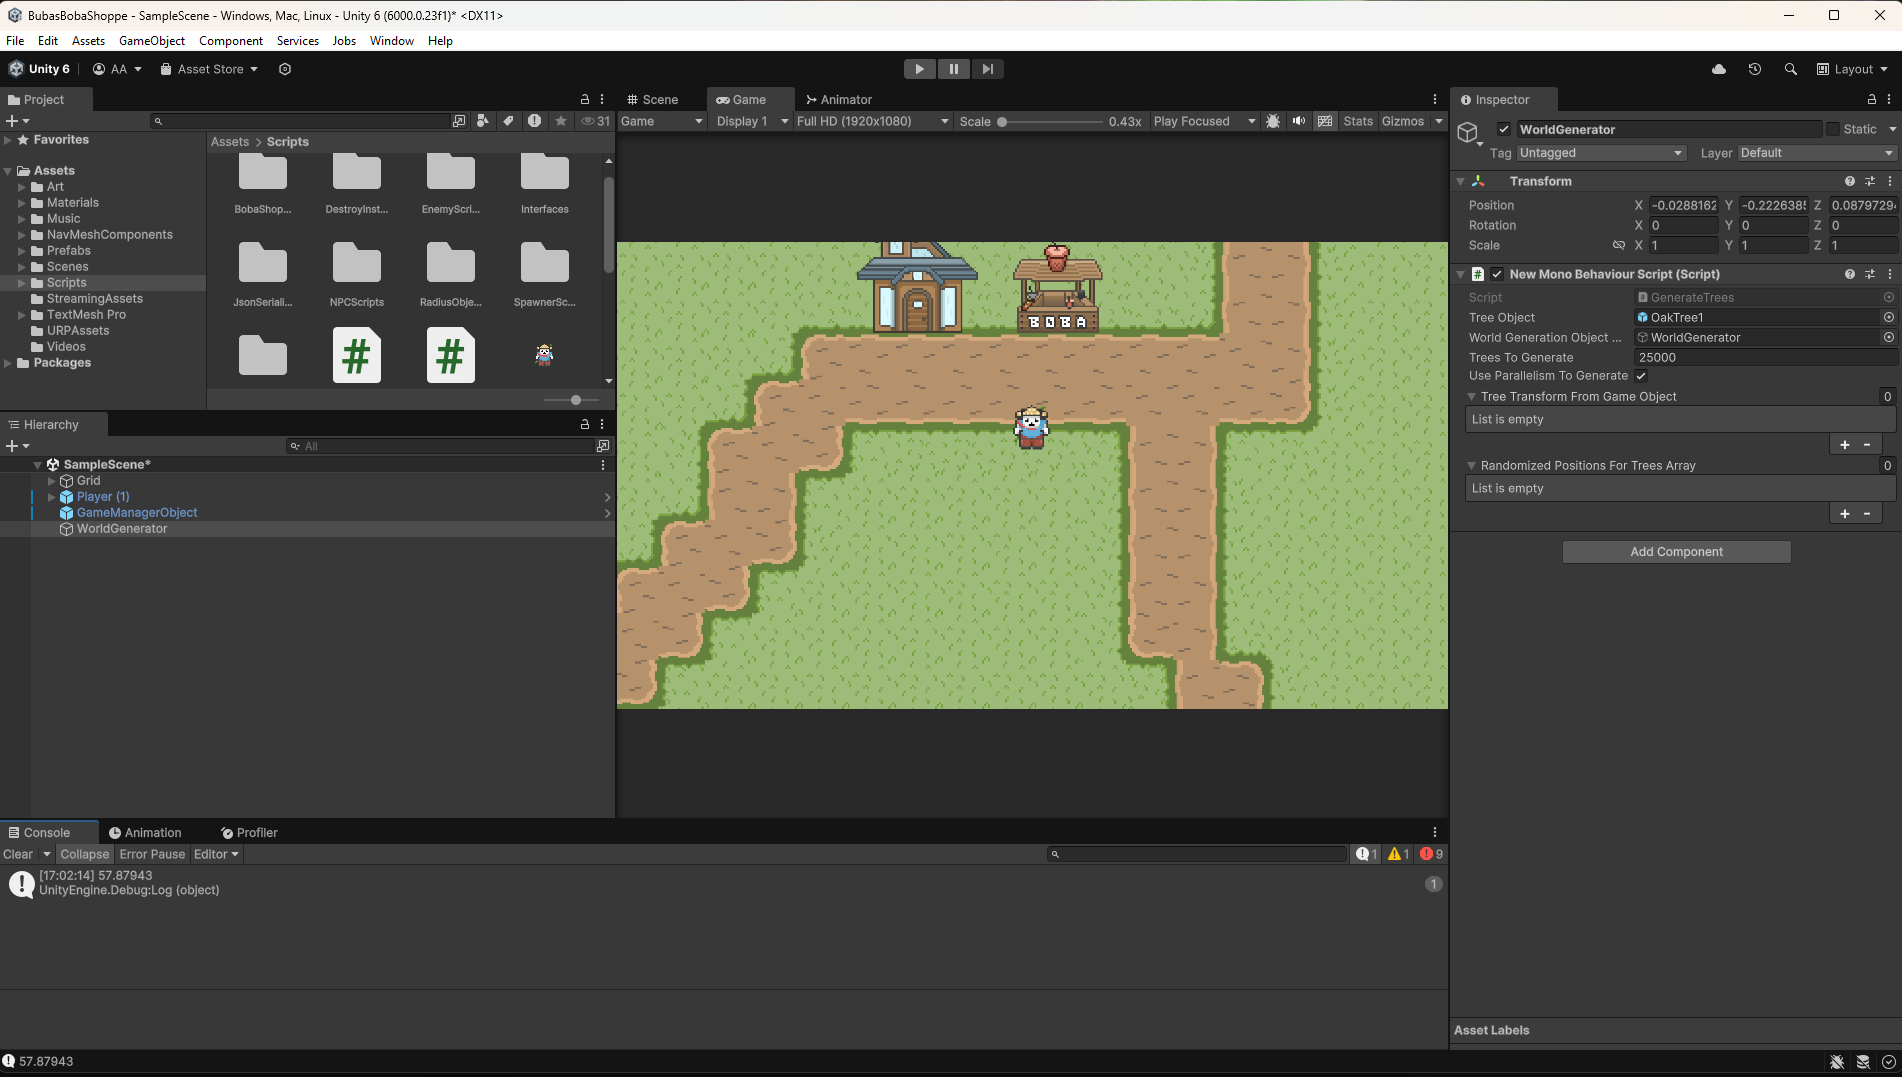 BubasBobaShoppe - SampleScene - Windows, Mac, Linux - Unity 6 (6000.0.23f1)* <DX11>
File Edit Assets GameObject Component Services Jobs Window Help
Unity 6 AA Asset Store Layout
Project
31
Favorites
Assets
Art
Materials
Music
NavMeshComponents
Prefabs
Scenes
Scripts
StreamingAssets
TextMesh Pro
URPAssets
Videos
Packages
Assets > Scripts
BobaShop... DestroyInst... EnemyScri... Interfaces
JsonSeriali... NPCScripts RadiusObje... SpawnerSc...
Hierarchy
All
SampleScene*
Grid
Player (1)
GameManagerObject
WorldGenerator
Scene Game Animator
Game Display 1 Full HD (1920x1080) Scale 0.43x Play Focused Stats Gizmos
BOBA
Inspector
WorldGenerator Static
Tag Untagged Layer Default
Transform
Position X -0.0288162 Y -0.2226385 Z 0.0879729
Rotation X 0 Y 0 Z 0
Scale X 1 Y 1 Z 1
New Mono Behaviour Script (Script)
Script GenerateTrees
Tree Object OakTree1
World Generation Object ... WorldGenerator
Trees To Generate 25000
Use Parallelism To Generate
Tree Transform From Game Object 0
List is empty
+ -
Randomized Positions For Trees Array 0
List is empty
+ -
Add Component
Asset Labels
Console Animation Profiler
Clear Collapse Error Pause Editor 1 1 9
[17:02:14] 57.87943
UnityEngine.Debug:Log (object)
1
57.87943